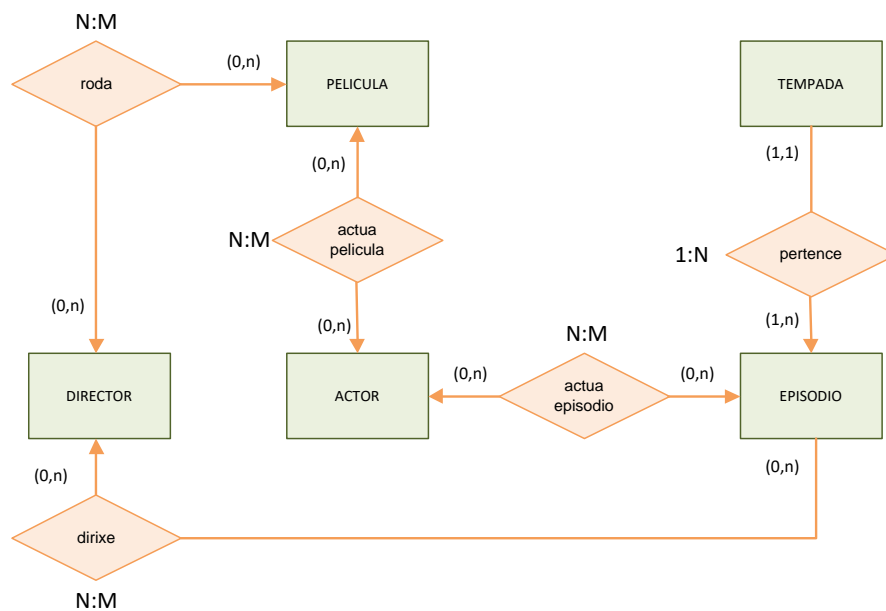 N:M
roda
(0,n)
PELICULA
TEMPADA
(0,n)
(1,1)
N:M
actua
pelicula
1:N
pertence
(0,n)
(0,n)
(1,n)
N:M
DIRECTOR
ACTOR
(0,n)
actua
episodio
(0,n)
EPISODIO
(0,n)
(0,n)
dirixe
N:M